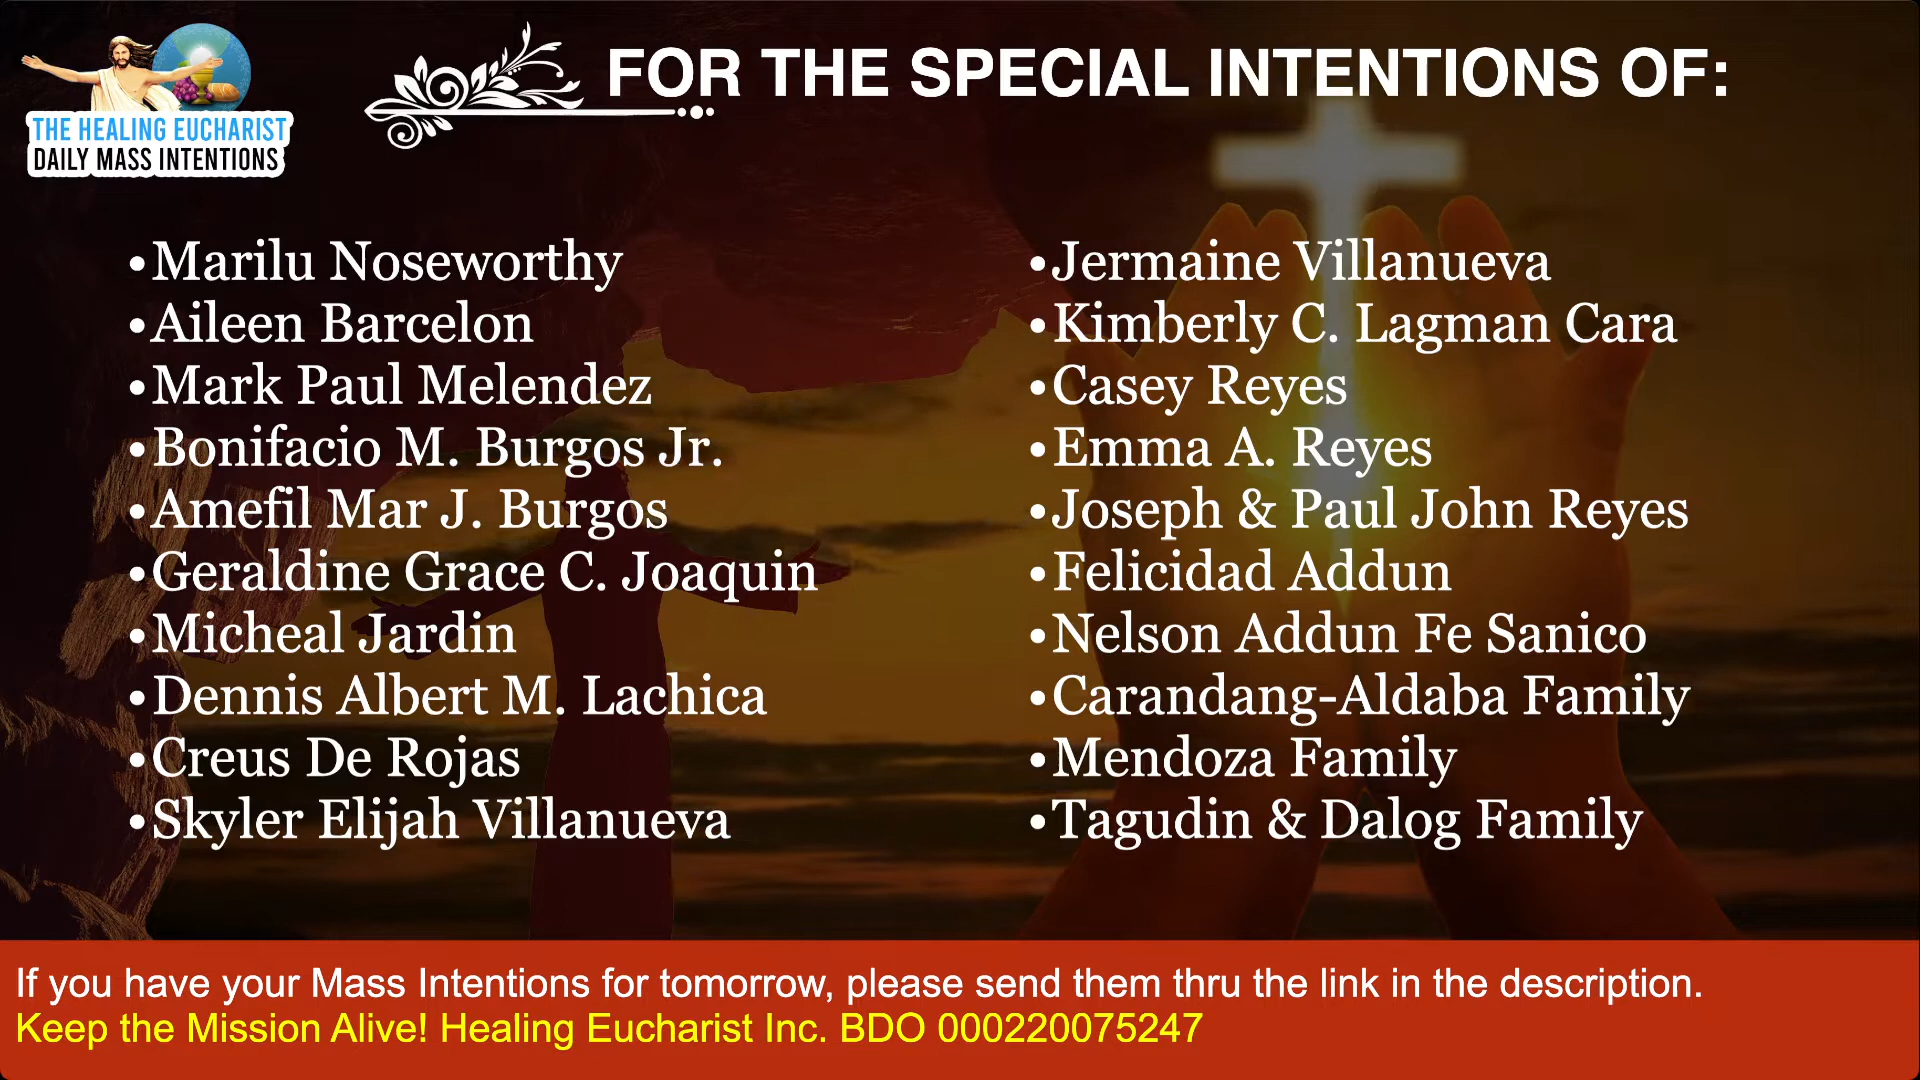 THE HEALING EUCHARIST
DAILY MASS INTENTIONS
FOR THE SPECIAL INTENTIONS OF:
•Marilu Noseworthy
•Aileen Barcelon
•Mark Paul Melendez
•Bonifacio M. Burgos Jr.
•Amefil Mar J. Burgos
•Geraldine Grace C. Joaquin
•Micheal Jardin
•Dennis Albert M. Lachica
•Creus De Rojas
•Skyler Elijah Villanueva
•Jermaine Villanueva
•Kimberly C. Lagman Cara
•Casey Reyes
•Emma A. Reyes
•Joseph & Paul John Reyes
•Felicidad Addun
•Nelson Addun Fe Sanico
•Carandang-Aldaba Family
•Mendoza Family
•Tagudin & Dalog Family
If you have your Mass Intentions for tomorrow, please send them thru the link in the description.
Keep the Mission Alive! Healing Eucharist Inc. BDO 000220075247